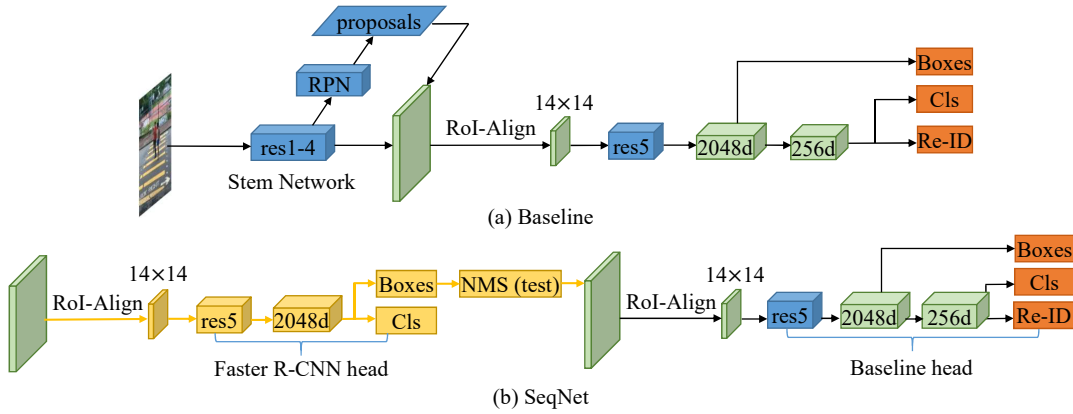 proposals
RPN
res1-4
Stem Network
RoI-Align
14×14
res5
2048d
256d
Boxes
Cls
Re-ID
(a) Baseline
RoI-Align
14×14
res5
2048d
Boxes
Cls
NMS (test)
Faster R-CNN head
RoI-Align
14×14
res5
2048d
256d
Boxes
Cls
Re-ID
Baseline head
(b) SeqNet